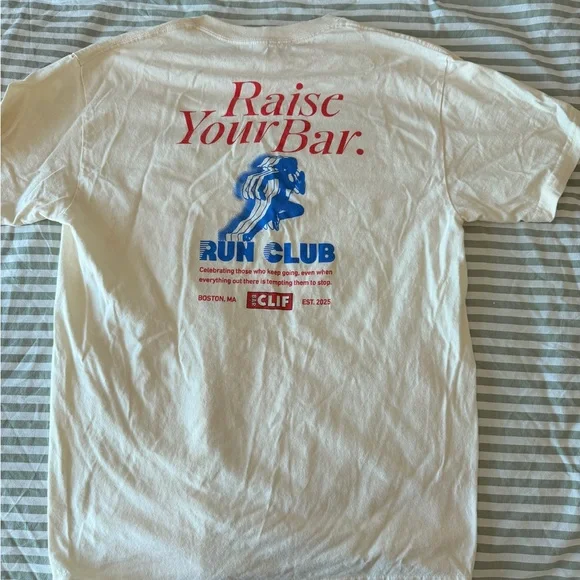 Raise
Your Bar.
RUN CLUB
Celebrating those who keep going, even when
everything out there is tempting them to stop.
BOSTON, MA CLIF BAR EST. 2025